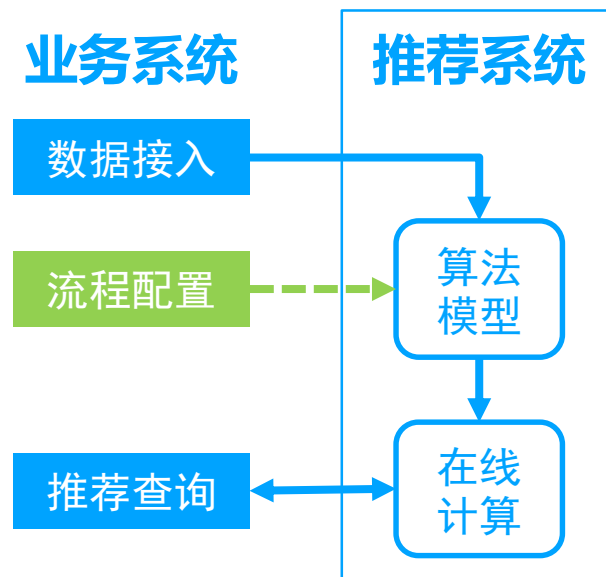 业务系统
推荐系统
数据接入
流程配置
算法
模型
推荐查询
在线
计算